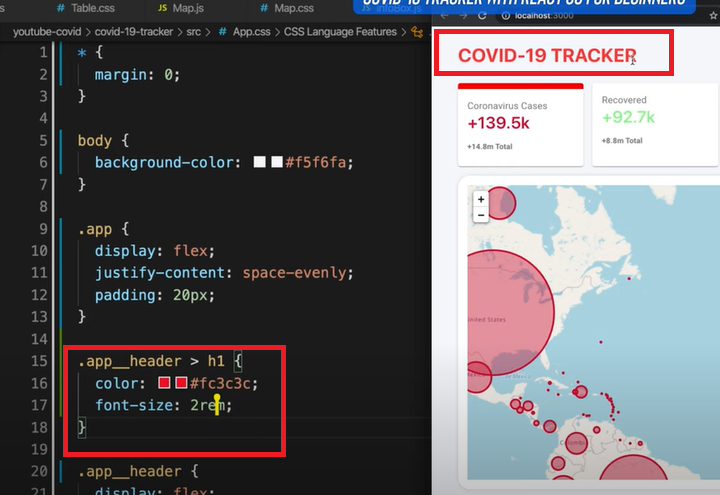 Table.css
Map.js
Map.css
InfoBox.js
COVID-19 TRACKER WITH REACT JS FOR BEGINNERS
youtube-covid > covid-19-tracker > src > # App.css > CSS Language Features >
1 * {
2 margin: 0;
3 }
4
5 body {
6 background-color: #f5f6fa;
7 }
8
9 .app {
10 display: flex;
11 justify-content: space-evenly;
12 padding: 20px;
13 }
14
15 .app__header > h1 {
16 color: #fc3c3c;
17 font-size: 2rem;
18 }
19
20 .app__header {
21 display: flex;
localhost:3000
COVID-19 TRACKER
Coronavirus Cases
+139.5k
+14.8m Total
Recovered
+92.7k
+8.8m Total
+
−
United States